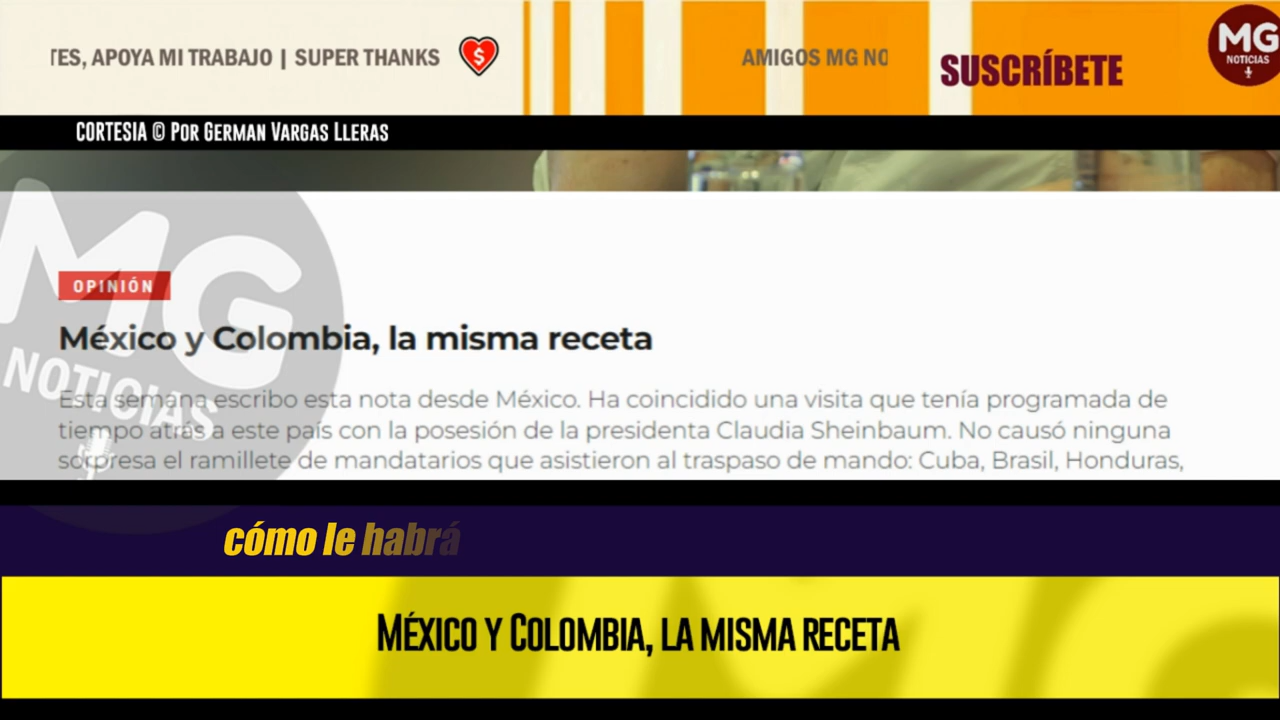 TES, APOYA MI TRABAJO | SUPER THANKS
AMIGOS MG NO
SUSCRÍBETE
MG
NOTICIAS
CORTESIA © POR GERMAN VARGAS LLERAS
MG
NOTICIAS
OPINIÓN
México y Colombia, la misma receta
Esta semana escribo esta nota desde México. Ha coincidido una visita que tenía programada de
tiempo atrás a este país con la posesión de la presidenta Claudia Sheinbaum. No causó ninguna
sorpresa el ramillete de mandatarios que asistieron al traspaso de mando: Cuba, Brasil, Honduras,
cómo le habrá
MÉXICO Y COLOMBIA, LA MISMA RECETA